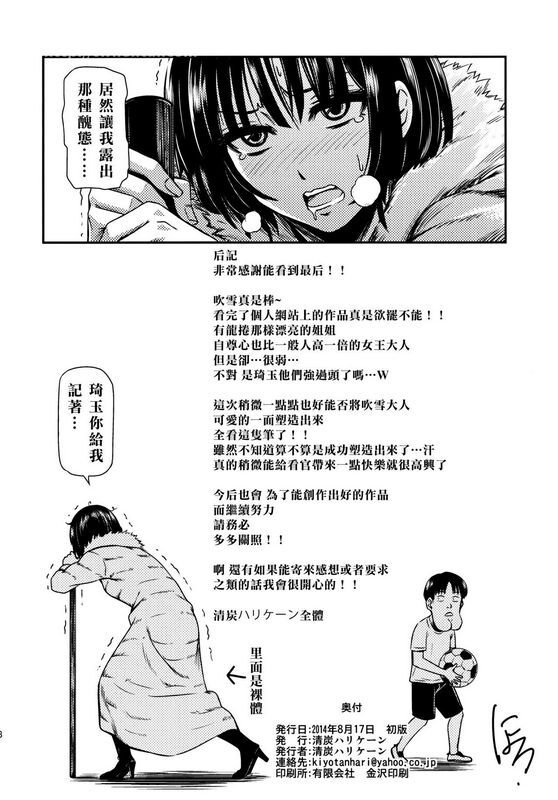 居然讓我露出
那種醜態……
后記
非常感謝能看到最后！！
吹雪真是棒~
看完了個人網站上的作品真是欲擺不能！！
有龍捲那樣漂亮的姐姐
自尊心也比一般人高一倍的女王大人
但是卻…很弱…
不對 是琦玉他們強過頭了嗎…W
這次稍微一點點也好能否將吹雪大人
可愛的一面塑造出來
全看這隻筆了！！
雖然不知道算不算是成功塑造出來了…汗
真的稍微能給看官帶來一點快樂就很高興了
今后也會 為了能創作出好的作品
而繼續努力
請務必
多多關照！！
啊 還有如果能寄來感想或者要求
之類的話我會很開心的！！
清炭ハリケーン全體
琦玉你給我
記著…
←里面是裸體
奥付
発行日:2014年8月17日 初版
発 行:清炭ハリケーン
発行者:清炭ハリケーン
連絡先:kiyotanhari@yahoo.co.jp
印刷所:有限会社 金沢印刷